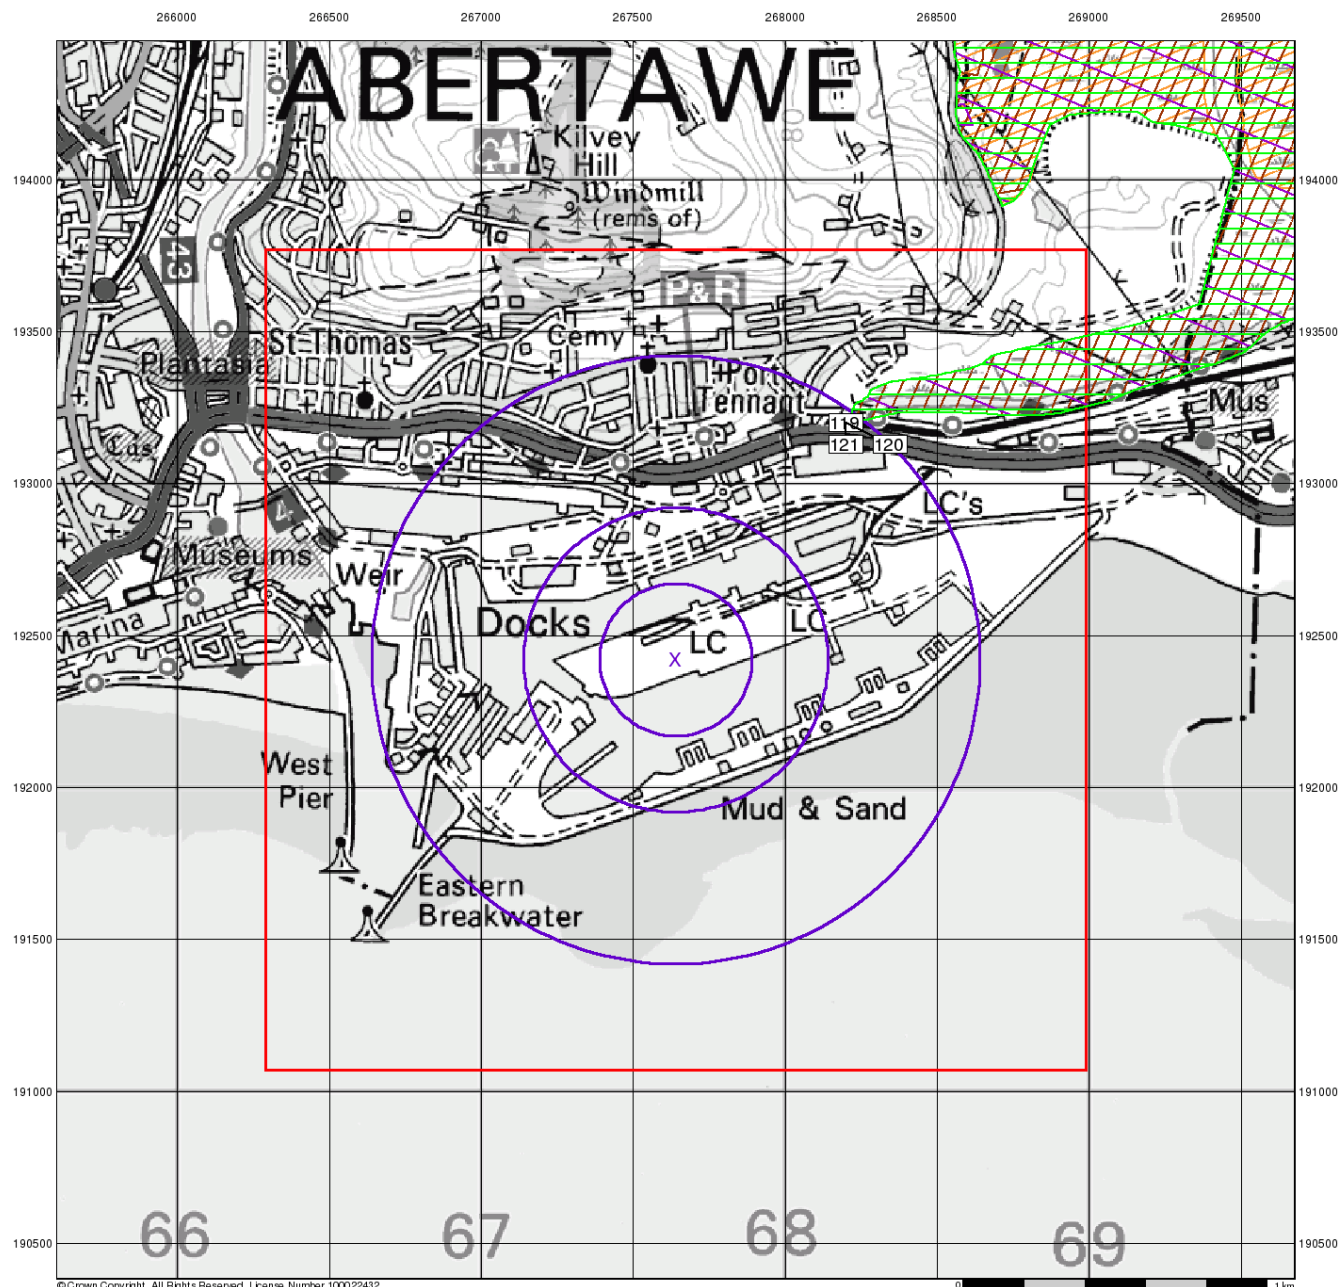 266000 266500 267000 267500 268000 268500 269000 269500
ABERTAWE
Kilvey
Hill
194000 194000
Windmill
(rems of)
43
P&R
193500 193500
St Thomas
Cemy
Plantasia
Port
Tennant
Mus
119
121 120
Cas
193000 193000
LC's
4
Museums
Weir
Docks
LC
LC
Marina
192500 192500
X
West
Pier
192000 192000
Mud & Sand
Eastern
Breakwater
191500 191500
191000 191000
66 67 68 69
190500 190500
© Crown Copyright. All Rights Reserved. License Number 100022432
0 1 km